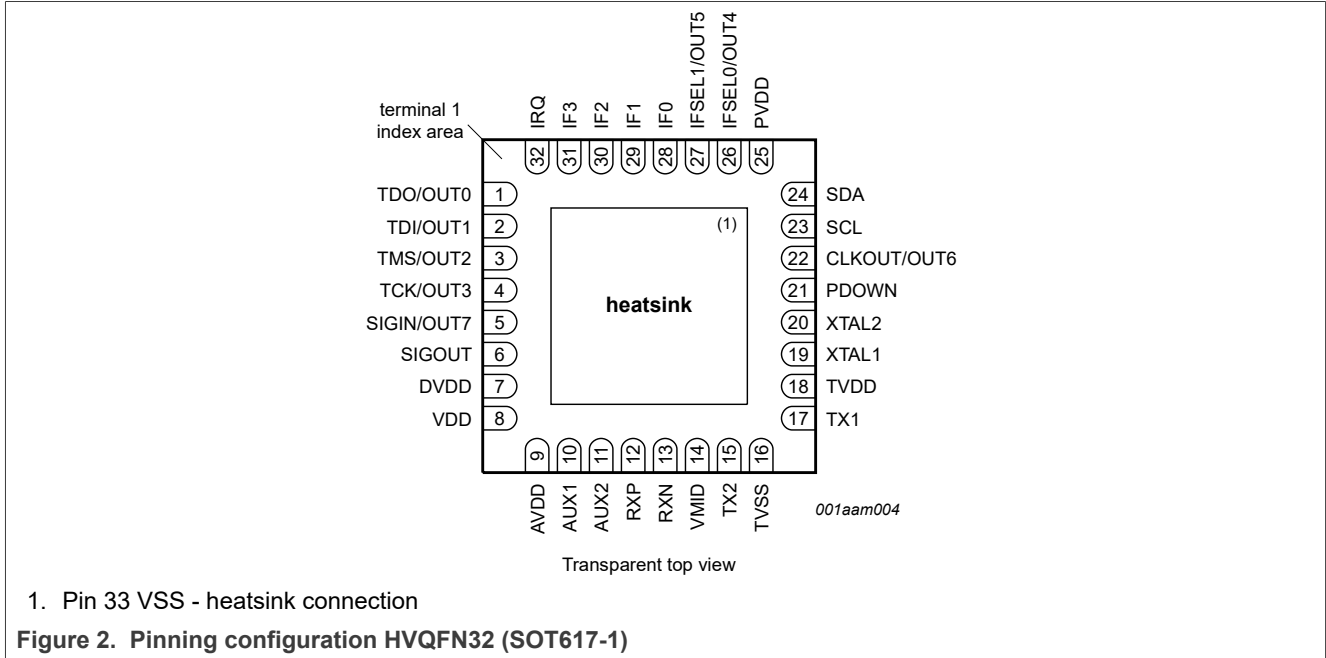 terminal 1
index area
IRQ
IF3
IF2
IF1
IF0
IFSEL1/OUT5
IFSEL0/OUT4
PVDD
32
31
30
29
28
27
26
25
TDO/OUT0 1
TDI/OUT1 2
TMS/OUT2 3
TCK/OUT3 4
SIGIN/OUT7 5
SIGOUT 6
DVDD 7
VDD 8
(1)
heatsink
24 SDA
23 SCL
22 CLKOUT/OUT6
21 PDOWN
20 XTAL2
19 XTAL1
18 TVDD
17 TX1
9
10
11
12
13
14
15
16
AVDD
AUX1
AUX2
RXP
RXN
VMID
TX2
TVSS
001aam004
Transparent top view
1. Pin 33 VSS - heatsink connection
Figure 2. Pinning configuration HVQFN32 (SOT617-1)